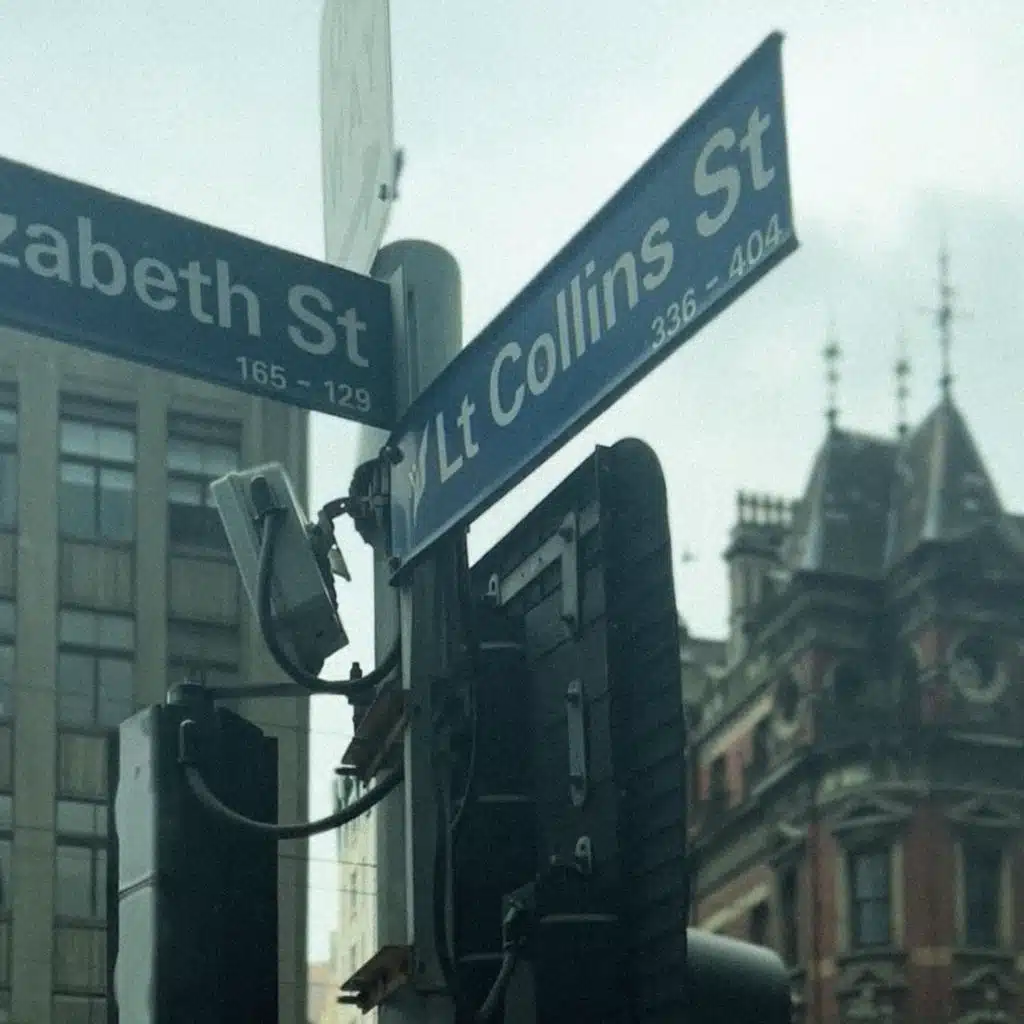 zabeth St
165 - 129
Lt Collins St
336 - 404